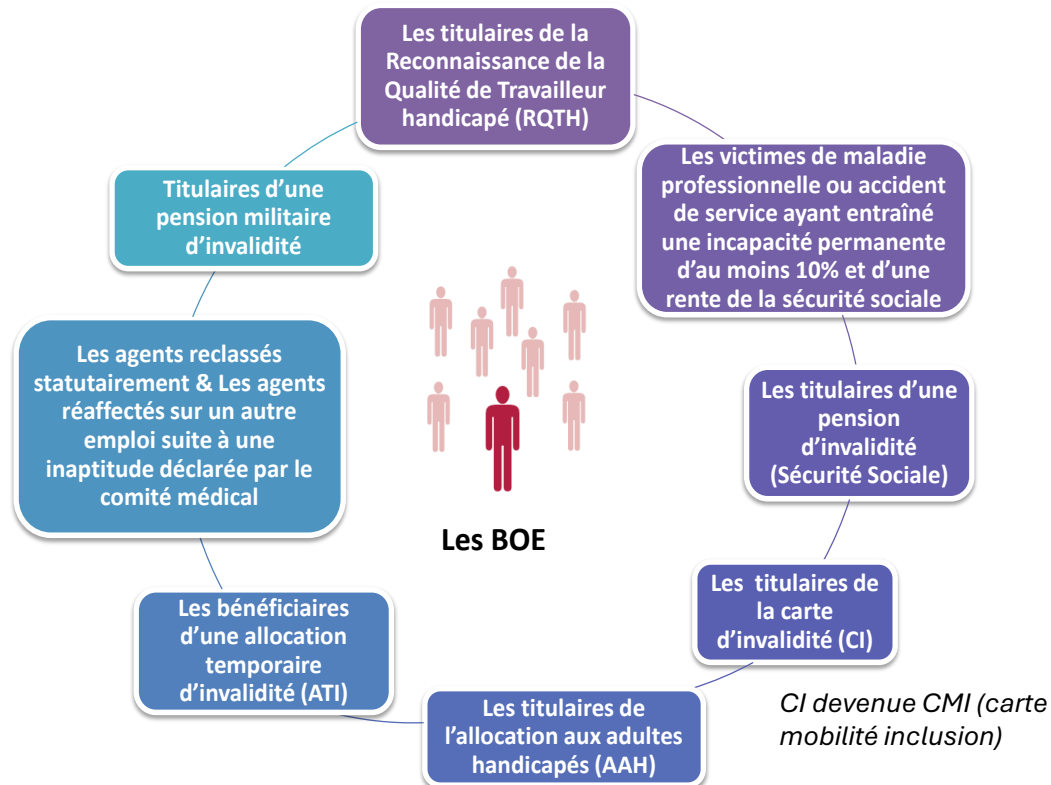 Les titulaires de la
Reconnaissance de la
Qualité de Travailleur
handicapé (RQTH)
Les victimes de maladie
professionnelle ou accident
de service ayant entraîné
une incapacité permanente
d’au moins 10% et d’une
rente de la sécurité sociale
Les titulaires d’une
pension
d’invalidité
(Sécurité Sociale)
Les titulaires de
la carte
d’invalidité (CI)
CI devenue CMI (carte
mobilité inclusion)
Les titulaires de
l’allocation aux adultes
handicapés (AAH)
Les bénéficiaires
d’une allocation
temporaire
d’invalidité (ATI)
Les agents reclassés
statutairement & Les agents
réaffectés sur un autre
emploi suite à une
inaptitude déclarée par le
comité médical
Titulaires d’une
pension militaire
d’invalidité
Les BOE